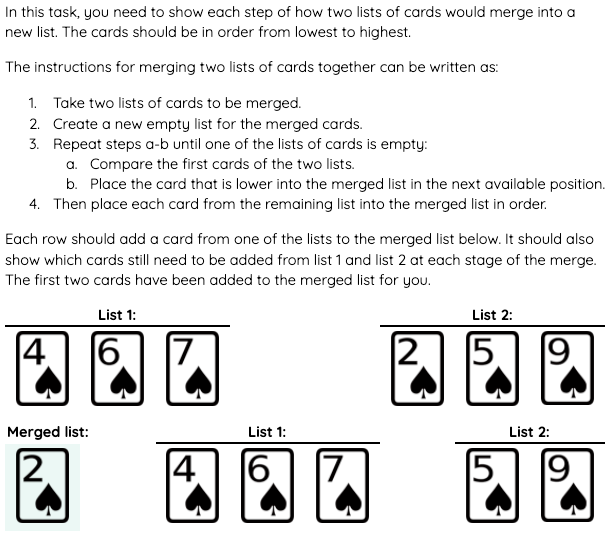 In this task, you need to show each step of how two lists of cards would merge into a
new list. The cards should be in order from lowest to highest.
The instructions for merging two lists of cards together can be written as:
1. Take two lists of cards to be merged.
2. Create a new empty list for the merged cards.
3. Repeat steps a-b until one of the lists of cards is empty:
a. Compare the first cards of the two lists.
b. Place the card that is lower into the merged list in the next available position.
4. Then place each card from the remaining list into the merged list in order.
Each row should add a card from one of the lists to the merged list below. It should also
show which cards still need to be added from list 1 and list 2 at each stage of the merge.
The first two cards have been added to the merged list for you.
List 1: List 2:
4 6 7 2 5 9
Merged list: List 1: List 2:
2 4 6 7 5 9